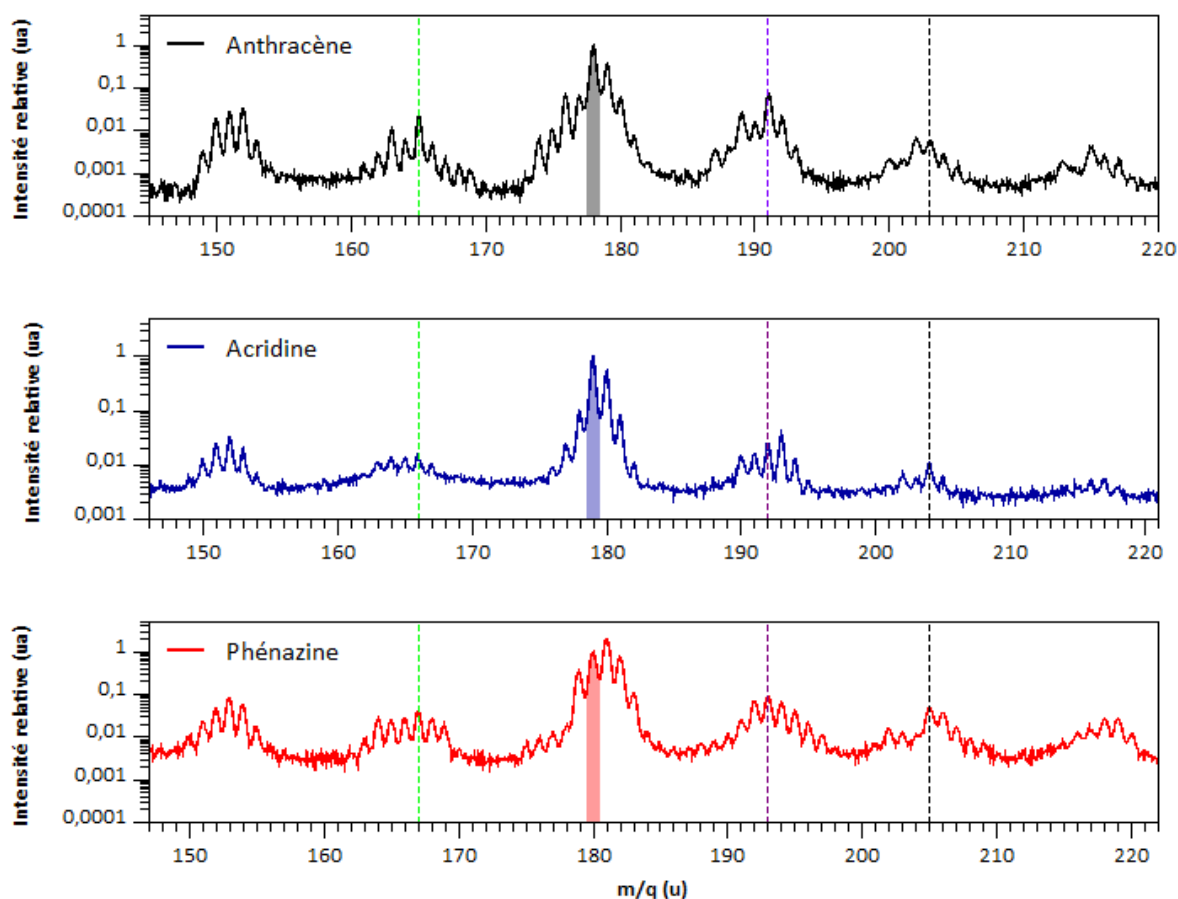 Intensité relative (ua)
Anthracène
1
0,1
0,01
0,001
0,0001
150 160 170 180 190 200 210 220
Intensité relative (ua)
Acridine
1
0,1
0,01
0,001
150 160 170 180 190 200 210 220
Intensité relative (ua)
Phénazine
1
0,1
0,01
0,001
0,0001
150 160 170 180 190 200 210 220
m/q (u)